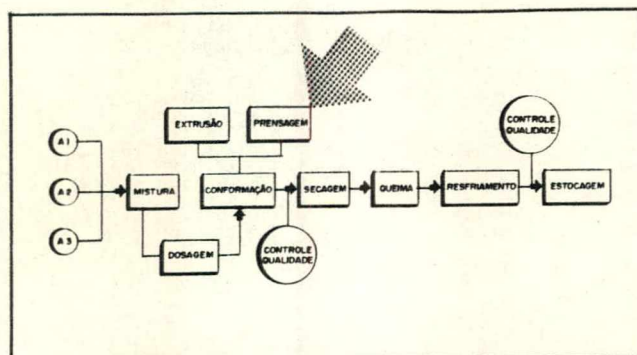 EXTRUSÃO
PRENSAGEM
CONTROLE
QUALIDADE
A1
A2
A3
MISTURA
CONFORMAÇÃO
SECAGEM
QUEIMA
RESFRIAMENTO
ESTOCAGEM
DOSAGEM
CONTROLE
QUALIDADE